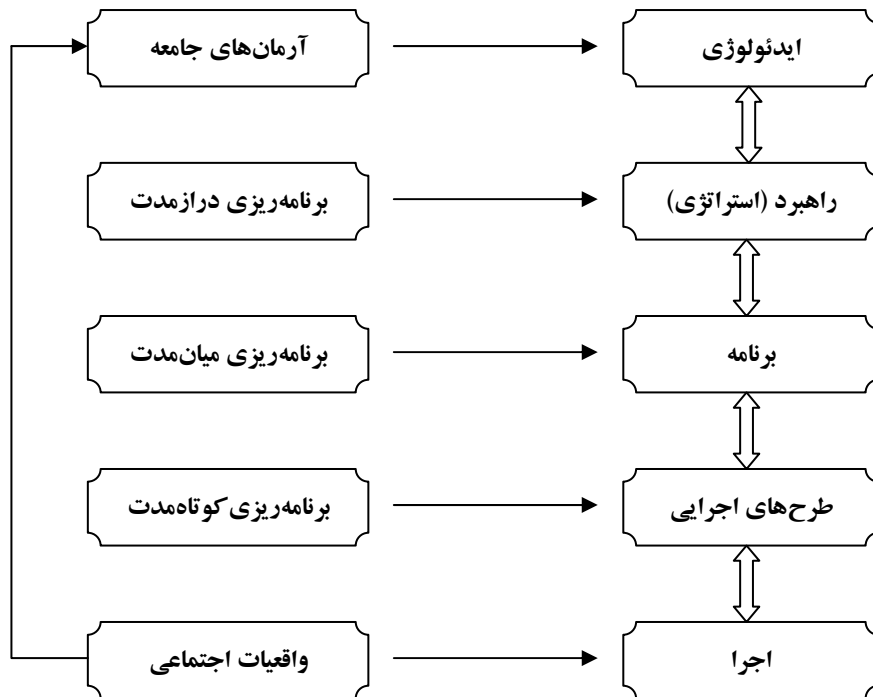 آرمان‌های جامعه
ایدئولوژی
برنامه‌ریزی درازمدت
راهبرد (استراتژی)
برنامه‌ریزی میان‌مدت
برنامه
برنامه‌ریزی کوتاه‌مدت
طرح‌های اجرایی
واقعیات اجتماعی
اجرا